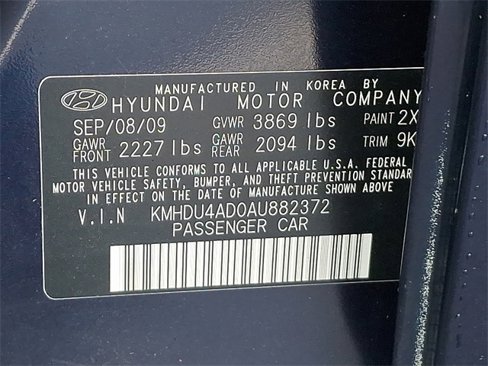 MANUFACTURED IN KOREA BY
HYUNDAI MOTOR COMPANY
SEP/08/09 GVWR 3869 lbs PAINT 2X
GAWR FRONT 2227 lbs GAWR REAR 2094 lbs TRIM 9K
THIS VEHICLE CONFORMS TO ALL APPLICABLE U.S.A. FEDERAL
MOTOR VEHICLE SAFETY, BUMPER, AND THEFT PREVENTION STANDARDS
IN EFFECT ON THE DATE OF MANUFACTURE SHOWN ABOVE
V.I.N KMHDU4AD0AU882372
PASSENGER CAR